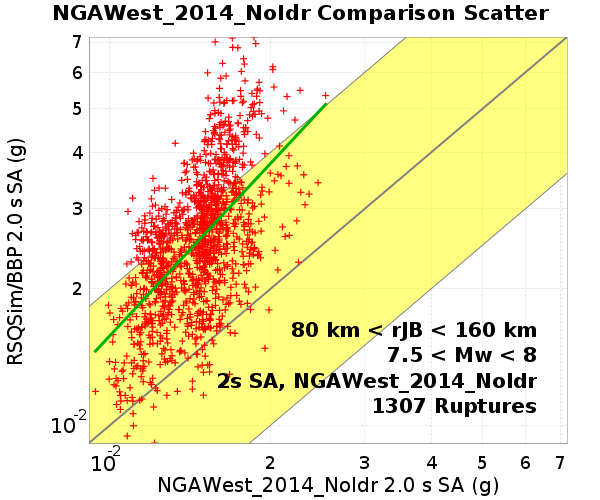 NGAWest_2014_NoIdr Comparison Scatter
RSQSim/BBP 2.0 s SA (g)
7
6
5
4
3
2
10-2
80 km < rJB < 160 km
7.5 < Mw < 8
2s SA, NGAWest_2014_NoIdr
1307 Ruptures
10-2 2 3 4 5 6 7
NGAWest_2014_NoIdr 2.0 s SA (g)